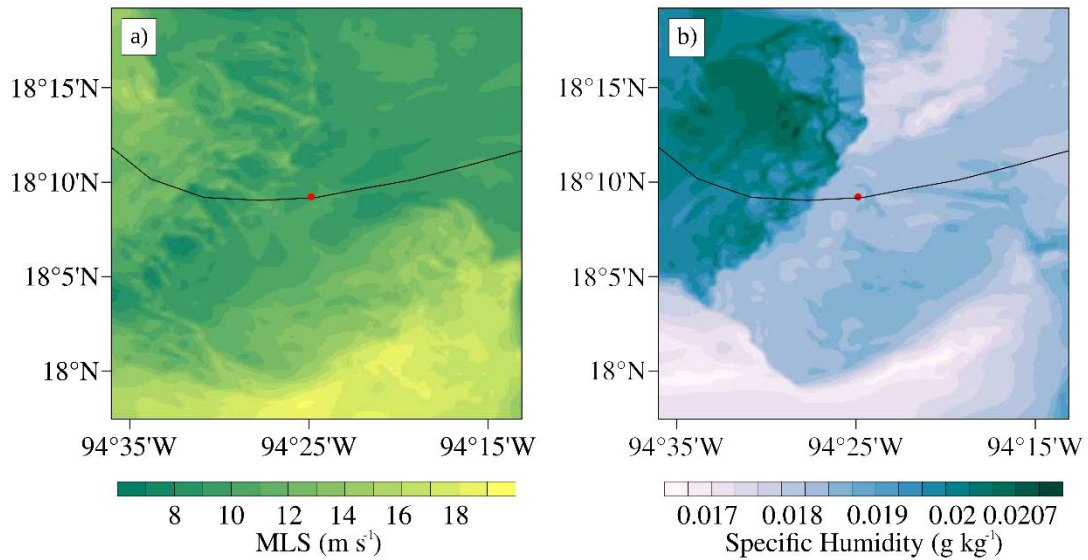 a)
18°15'N
18°10'N
18°5'N
18°N
94°35'W 94°25'W 94°15'W
8 10 12 14 16 18
MLS (m s⁻¹)
b)
18°15'N
18°10'N
18°5'N
18°N
94°35'W 94°25'W 94°15'W
0.017 0.018 0.019 0.02 0.0207
Specific Humidity (g kg⁻¹)